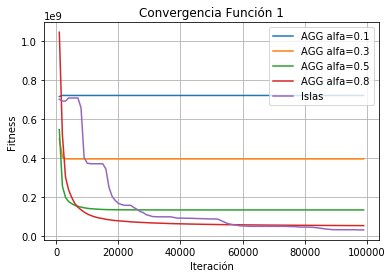 Convergencia Función 1
1e9
AGG alfa=0.1
AGG alfa=0.3
AGG alfa=0.5
AGG alfa=0.8
Islas
1.0
0.8
0.6
0.4
0.2
0.0
Fitness
0
20000
40000
60000
80000
100000
Iteración